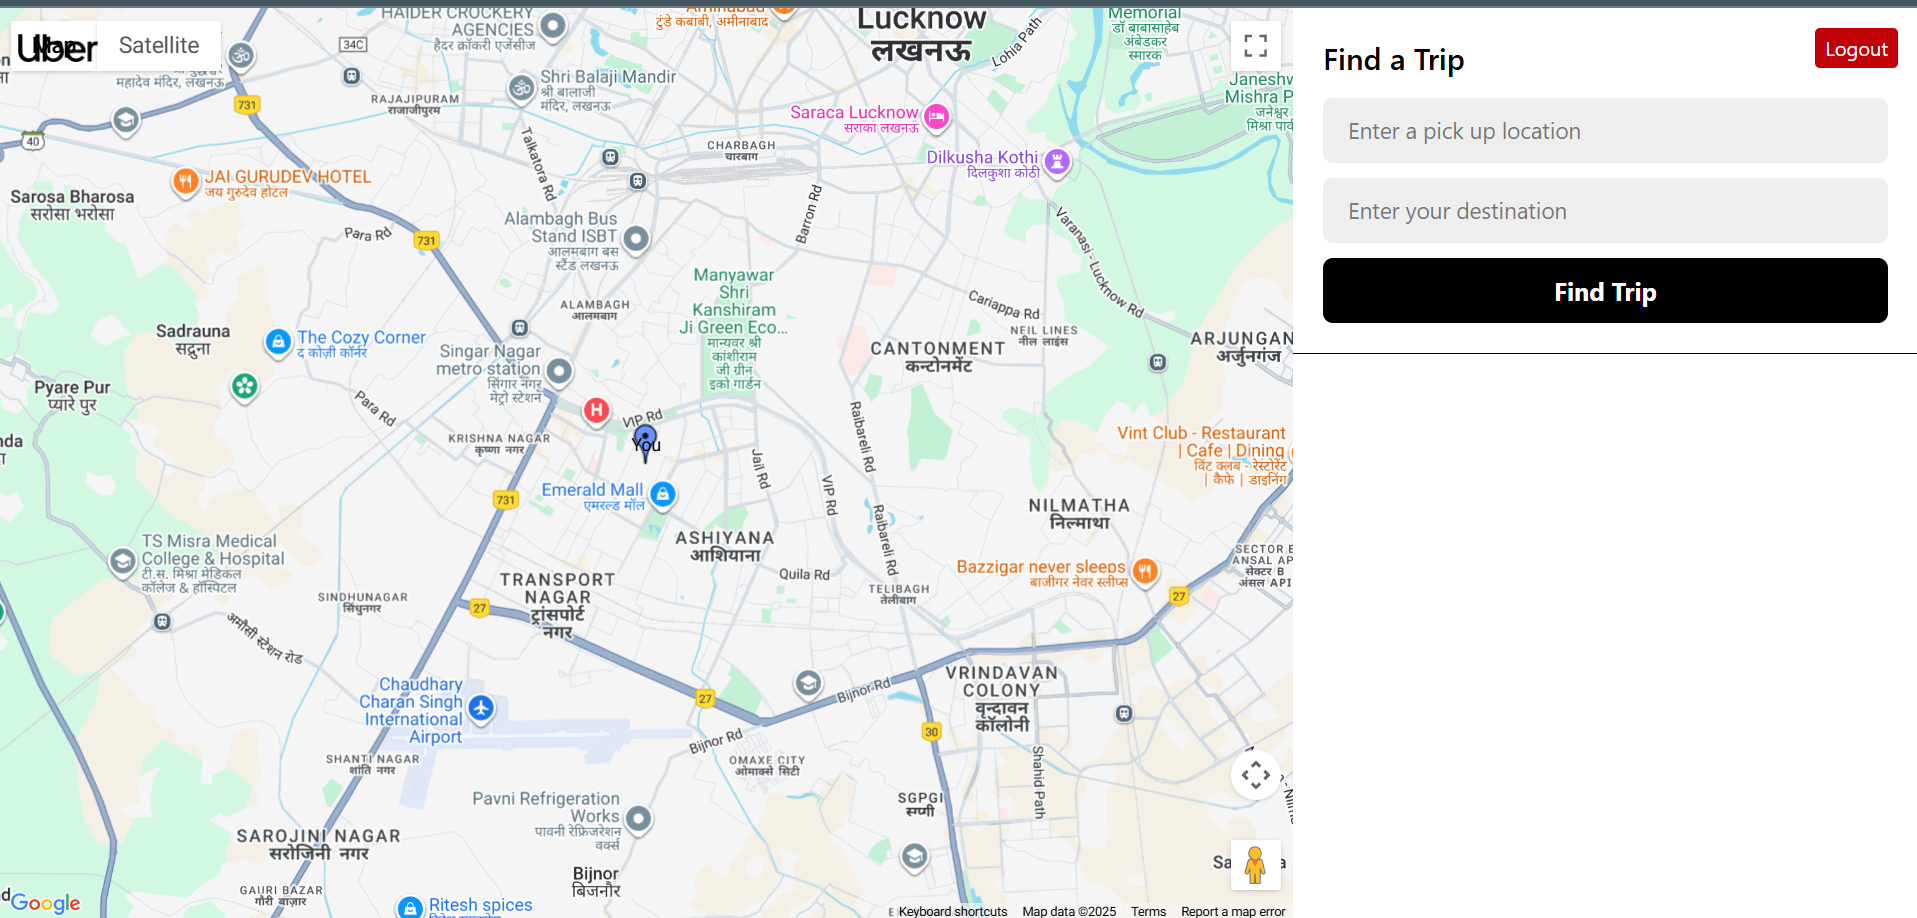 Uber
Map
Satellite
HAIDER CROCKERY
AGENCIES
हैदर क्रॉकरी एजेंसीज
34C
महादेव मंदिर, लखनऊ
731
RAJAJIPURAM
राजाजीपुरम
40
Shri Balaji Mandir
श्री बालाजी
मंदिर, लखनऊ
Aminabad
टुंडे कबाबी, अमीनाबाद
Lucknow
लखनऊ
Lohia Path
Memorial
डॉ बाबासाहेब
अंबेडकर
स्मारक
Janeshw
Mishra P
जनेश्वर
मिश्रा पार्क
Saraca Lucknow
सराका लखनऊ
CHARBAGH
चारबाग
Dilkusha Kothi
दिलकुशा कोठी
Talkatora Rd
JAI GURUDEV HOTEL
जय गुरुदेव होटल
Sarosa Bharosa
सरोसा भरोसा
Para Rd
731
Alambagh Bus
Stand ISBT
आलमबाग बस
स्टैंड लखनऊ
Barron Rd
Varanasi - Lucknow Rd
Manyawar
Shri
Kanshiram
Ji Green Eco...
मान्यवर श्री
कांशीराम
जी ग्रीन
इको गार्डन
ALAMBAGH
आलमबाग
Cariappa Rd
NEIL LINES
नील लाइंस
Sadrauna
सद्रुना
The Cozy Corner
द कोज़ी कॉर्नर
Singar Nagar
metro station
सिंगार नगर
मेट्रो स्टेशन
CANTONMENT
कन्टोनमेंट
ARJUNGAN
अर्जुनगंज
Pyare Pur
प्यारे पुर
Para Rd
H
VIP Rd
You
KRISHNA NAGAR
कृष्णा नगर
Jail Rd
VIP Rd
Raibareli Rd
Raibareli Rd
Vint Club - Restaurant
| Cafe | Dining
विंट क्लब - रेस्टोरेंट
| कैफे | डाइनिंग
731
Emerald Mall
एमरल्ड मॉल
NILMATHA
निल्माथा
ASHIYANA
आशियाना
TS Misra Medical
College & Hospital
टी.स. मिश्रा मेडिकल
कॉलेज & हॉस्पिटल
TRANSPORT
NAGAR
ट्रांसपोर्ट
नगर
Quila Rd
Bazzigar never sleeps
बाजीगर नेवर स्लीप्स
TELIBAGH
तेलीबाग
SECTOR B
ANSAL AP
सेक्टर B
अंसल API
SINDHUNAGAR
सिंधुनगर
27
27
अमौसी स्टेशन रोड
Chaudhary
Charan Singh
International
Airport
27
Bijnor Rd
VRINDAVAN
COLONY
वृन्दावन
कॉलोनी
30
Bijnor Rd
SHANTI NAGAR
शांति नगर
OMAXE CITY
ओमाक्से सिटी
Shahid Path
Pavni Refrigeration
Works
पावनी रेफ्रिजरेशन
वर्क्स
SGPGI
स्ग्पगी
SAROJINI NAGAR
सरोजिनी नगर
Bijnor
बिजनौर
GAURI BAZAR
गौरी बाज़ार
Ritesh spices
Google
Keyboard shortcuts
Map data ©2025
Terms
Report a map error
Find a Trip
Logout
Enter a pick up location
Enter your destination
Find Trip